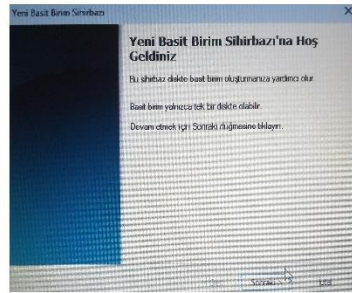 Yeni Basit Birim Sihirbazı
Yeni Basit Birim Sihirbazı'na Hoş
Geldiniz
Bu sihirbaz diskte basit birim oluşturmanıza yardımcı olur.
Basit birim yalnızca tek bir diskte olabilir.
Devam etmek için Sonraki düğmesine tıklayın.
Sonraki
İptal